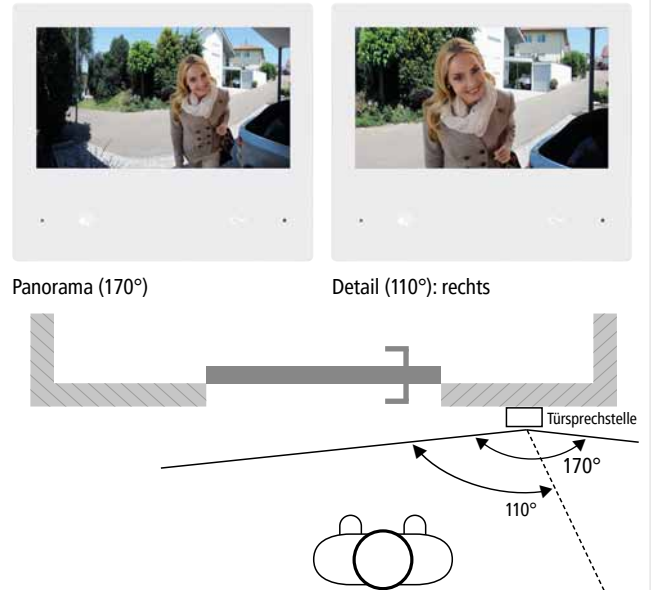 Panorama (170°)
Detail (110°): rechts
Türsprechstelle
170°
110°